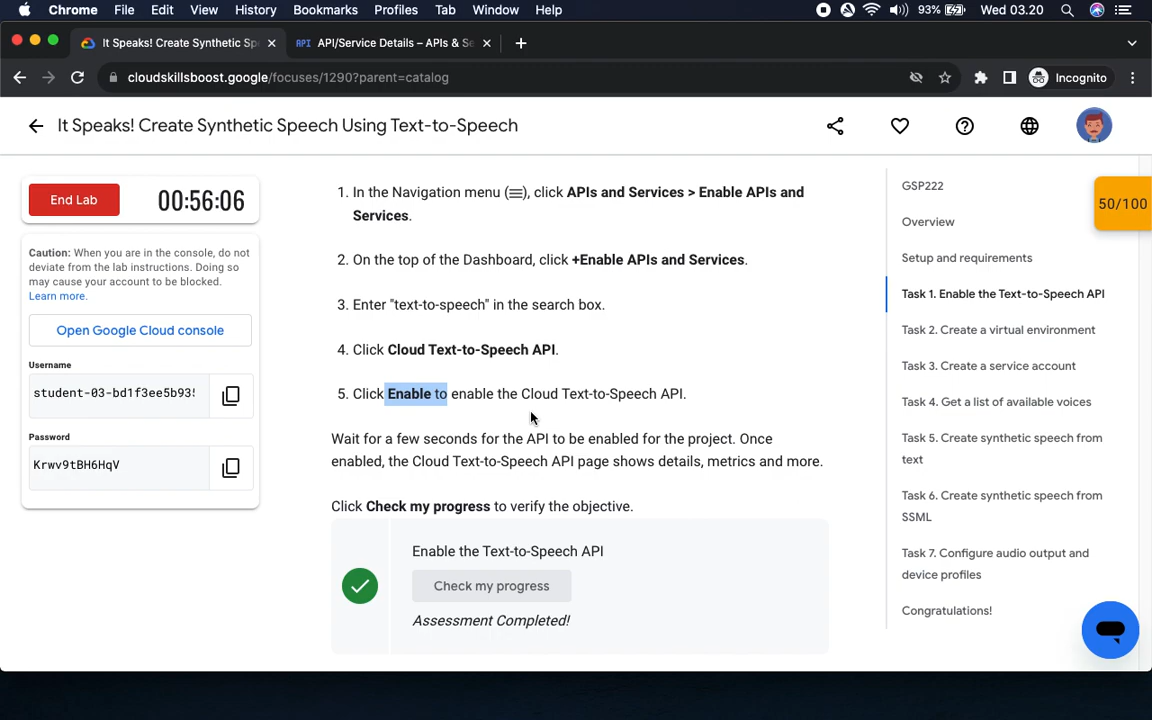 Chrome File Edit View History Bookmarks Profiles Tab Window Help 93% Wed 03.20
It Speaks! Create Synthetic Sp API API/Service Details – APIs & Se
cloudskillsboost.google/focuses/1290?parent=catalog Incognito
It Speaks! Create Synthetic Speech Using Text-to-Speech
End Lab 00:56:06
Caution: When you are in the console, do not
deviate from the lab instructions. Doing so
may cause your account to be blocked.
Learn more.
Open Google Cloud console
Username
student-03-bd1f3ee5b935
Password
Krwv9tBH6HqV
1. In the Navigation menu (≡), click APIs and Services > Enable APIs and
Services.
2. On the top of the Dashboard, click +Enable APIs and Services.
3. Enter "text-to-speech" in the search box.
4. Click Cloud Text-to-Speech API.
5. Click Enable to enable the Cloud Text-to-Speech API.
Wait for a few seconds for the API to be enabled for the project. Once
enabled, the Cloud Text-to-Speech API page shows details, metrics and more.
Click Check my progress to verify the objective.
Enable the Text-to-Speech API
Check my progress
Assessment Completed!
GSP222
50/100
Overview
Setup and requirements
Task 1. Enable the Text-to-Speech API
Task 2. Create a virtual environment
Task 3. Create a service account
Task 4. Get a list of available voices
Task 5. Create synthetic speech from
text
Task 6. Create synthetic speech from
SSML
Task 7. Configure audio output and
device profiles
Congratulations!